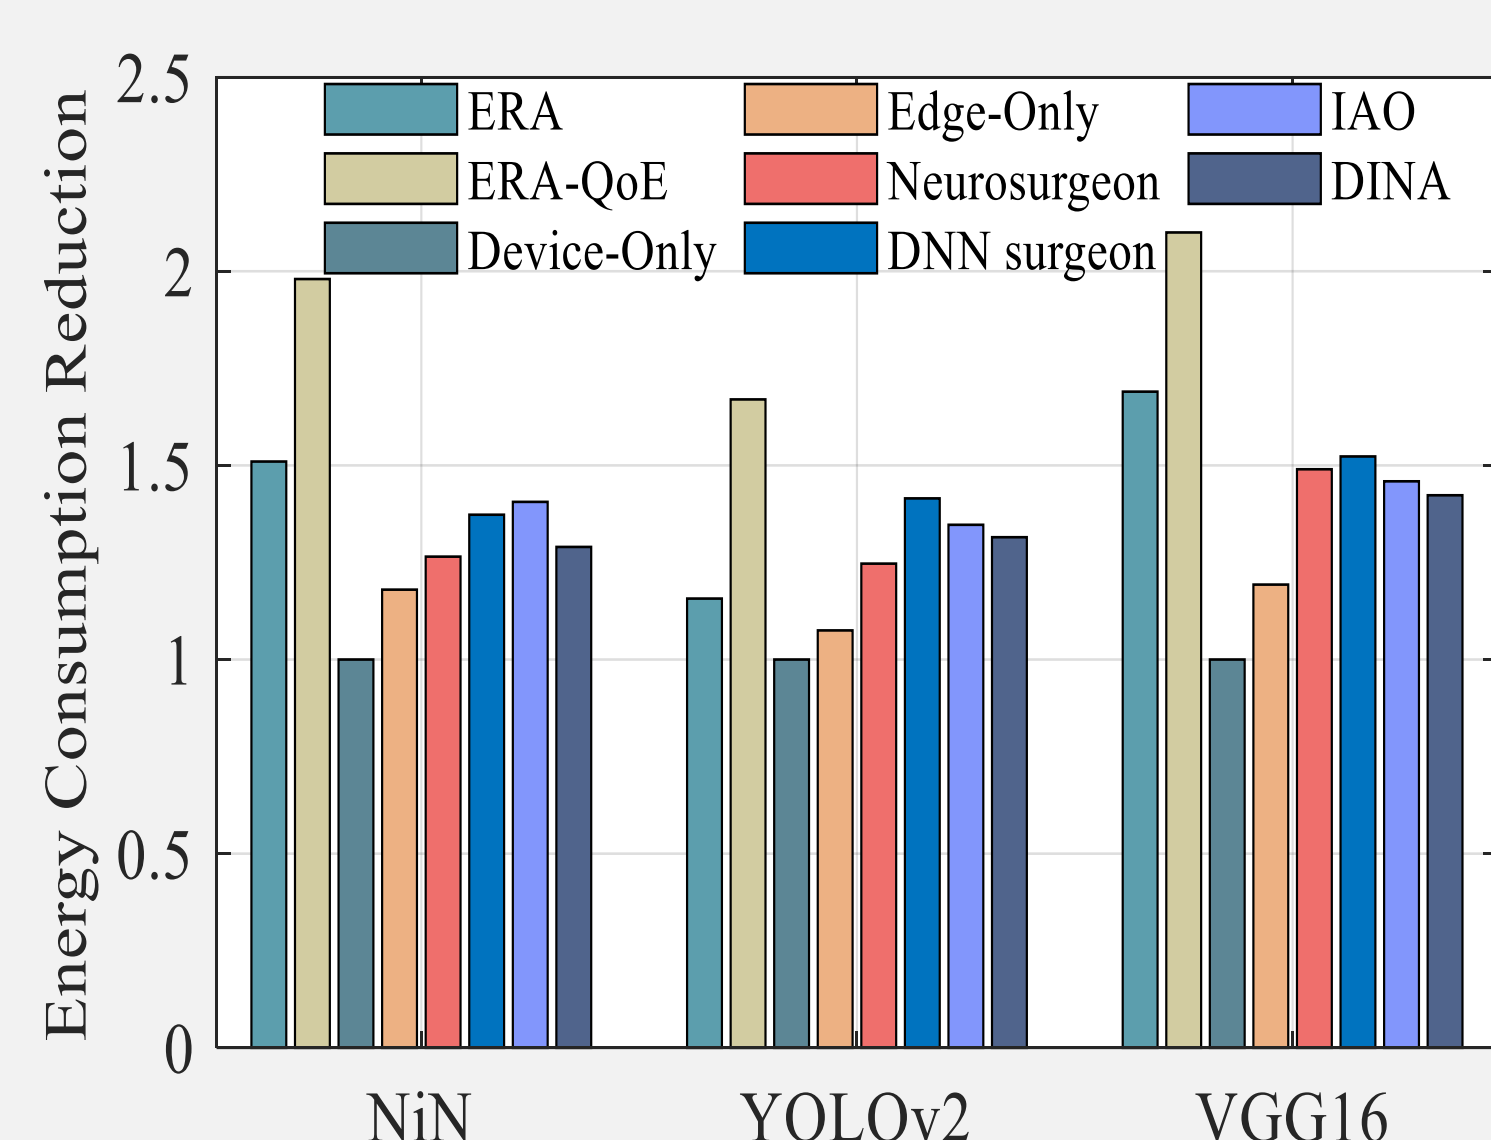 Energy Consumption Reduction
2.5
2
1.5
1
0.5
0
ERA
ERA-QoE
Device-Only
Edge-Only
Neurosurgeon
DNN surgeon
IAO
DINA
NiN
YOLOv2
VGG16